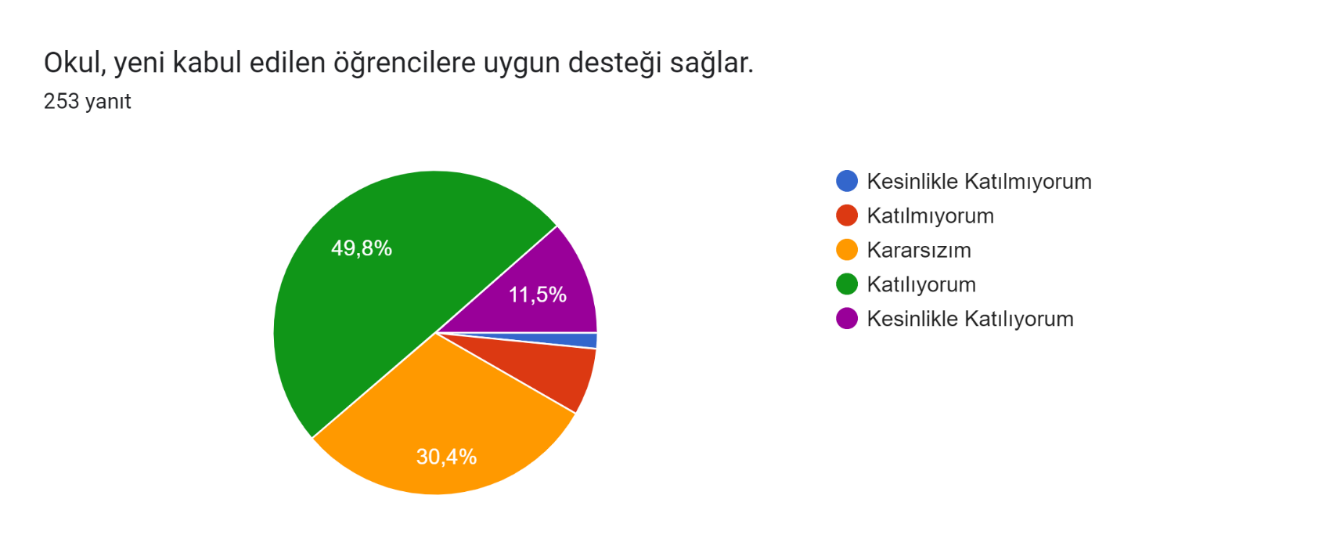 Okul, yeni kabul edilen öğrencilere uygun desteği sağlar.
253 yanıt
49,8%
11,5%
30,4%
Kesinlikle Katılmıyorum
Katılmıyorum
Kararsızım
Katılıyorum
Kesinlikle Katılıyorum